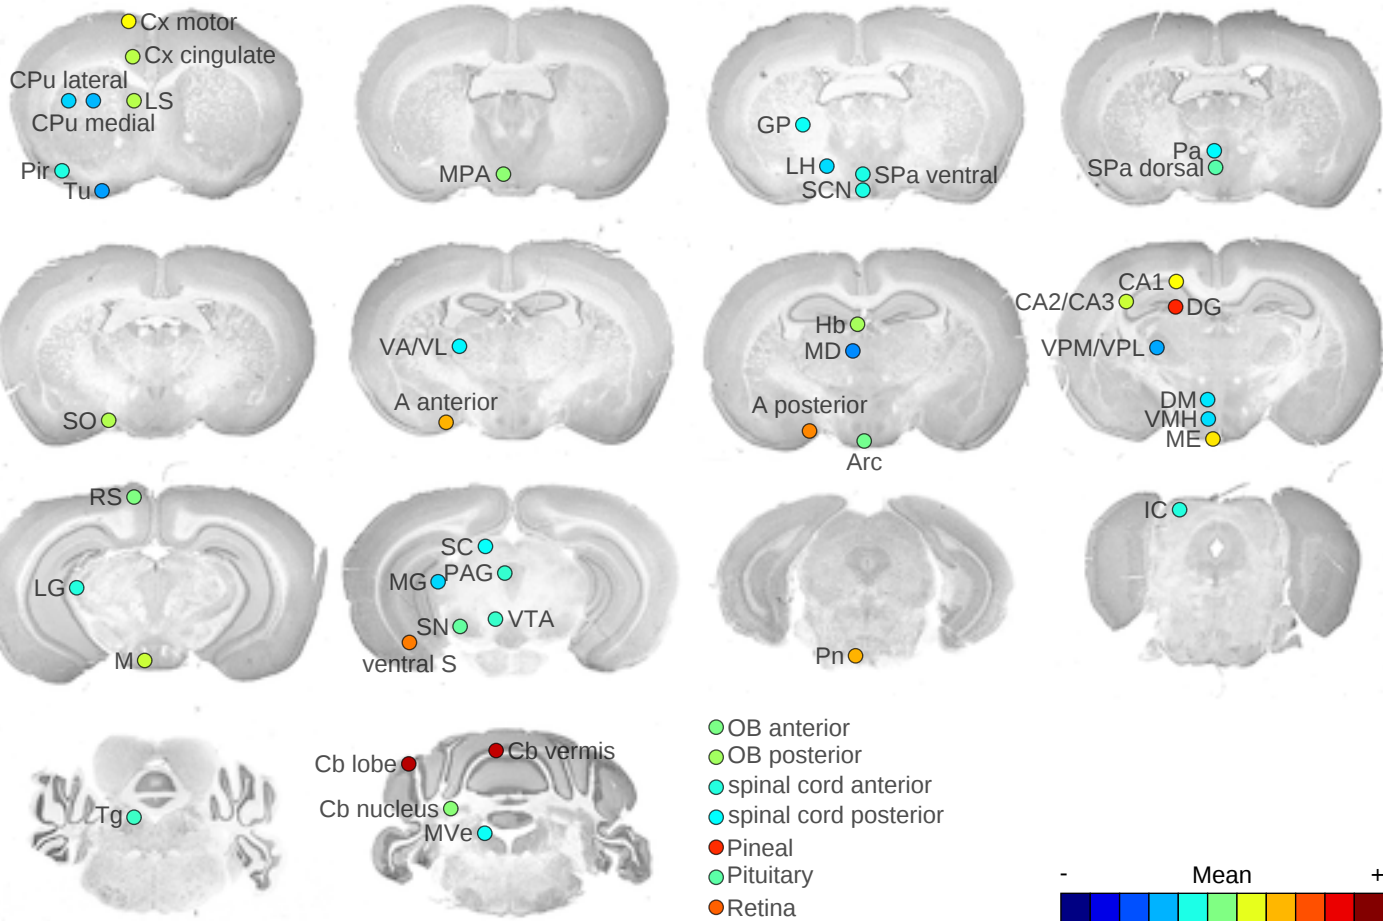 Cx motor
Cx cingulate
CPu lateral
LS
CPu medial
Pir
Tu
MPA
GP
LH
SPa ventral
SCN
Pa
SPa dorsal
SO
VA/VL
A anterior
Hb
MD
A posterior
Arc
CA1
CA2/CA3
DG
VPM/VPL
DM
VMH
ME
RS
LG
M
SC
MG
PAG
SN
VTA
ventral S
Pn
IC
Tg
Cb lobe
Cb vermis
Cb nucleus
MVe
OB anterior
OB posterior
spinal cord anterior
spinal cord posterior
Pineal
Pituitary
Retina
- Mean +